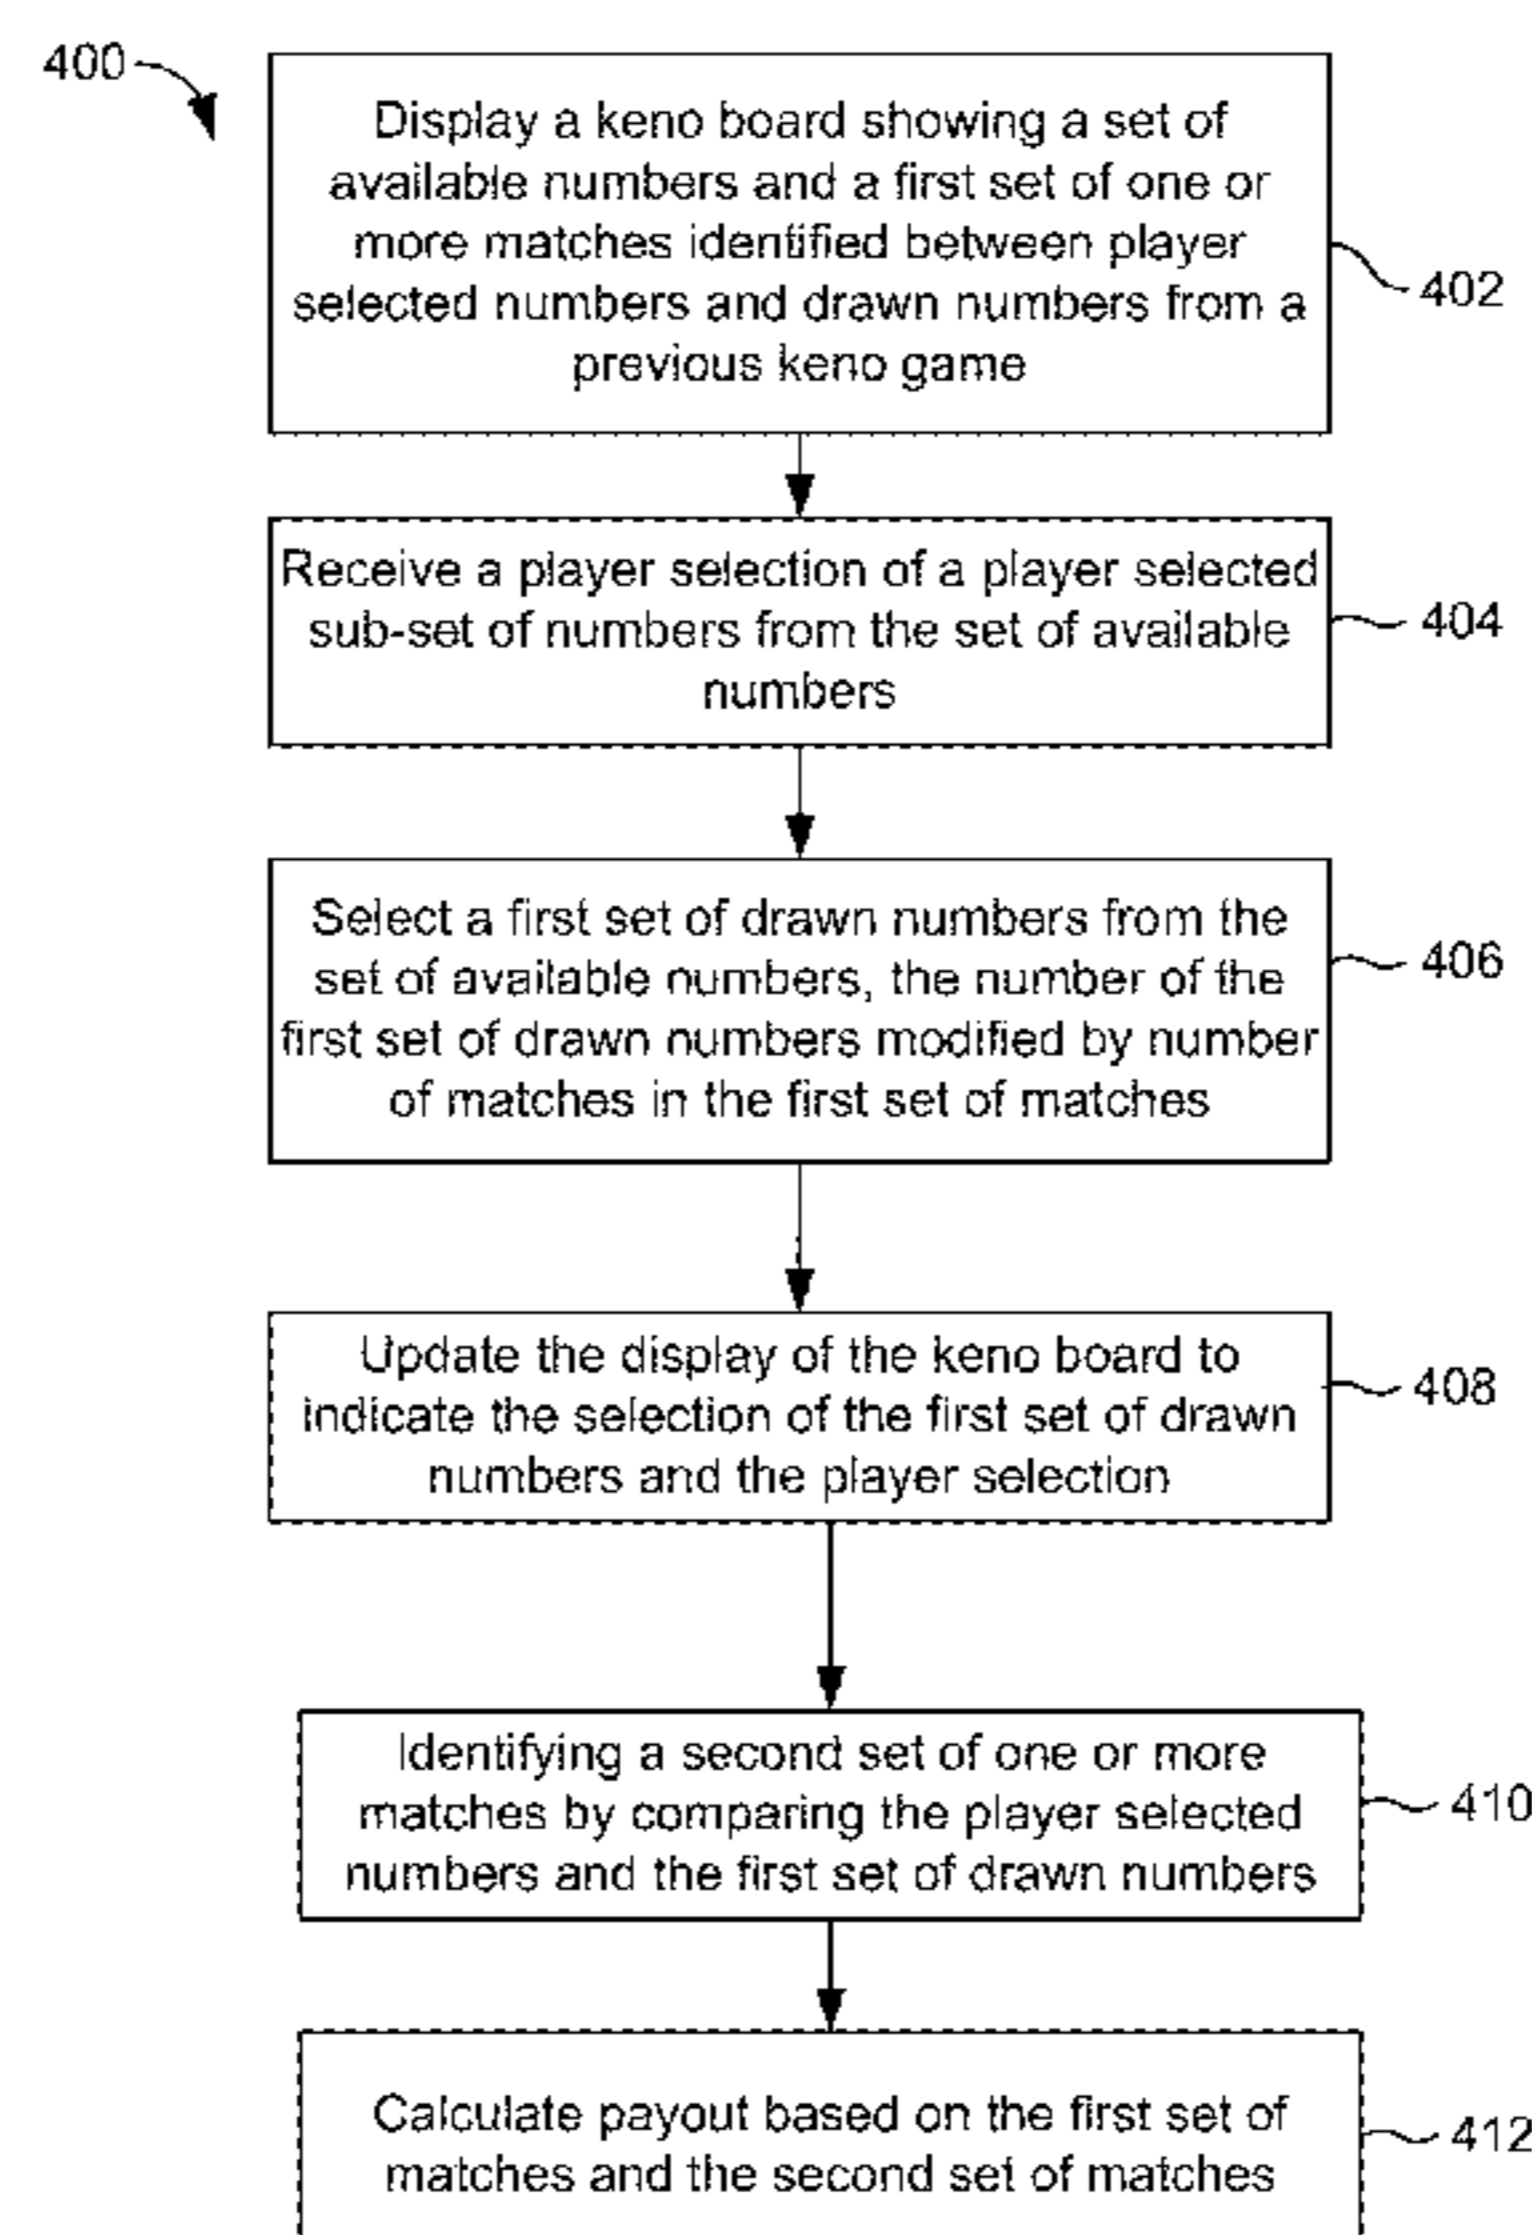 400
Display a keno board showing a set of
available numbers and a first set of one or
more matches identified between player
selected numbers and drawn numbers from a
previous keno game
402
Receive a player selection of a player selected
sub-set of numbers from the set of available
numbers
404
Select a first set of drawn numbers from the
set of available numbers, the number of the
first set of drawn numbers modified by number
of matches in the first set of matches
406
Update the display of the keno board to
indicate the selection of the first set of drawn
numbers and the player selection
408
Identifying a second set of one or more
matches by comparing the player selected
numbers and the first set of drawn numbers
410
Calculate payout based on the first set of
matches and the second set of matches
412